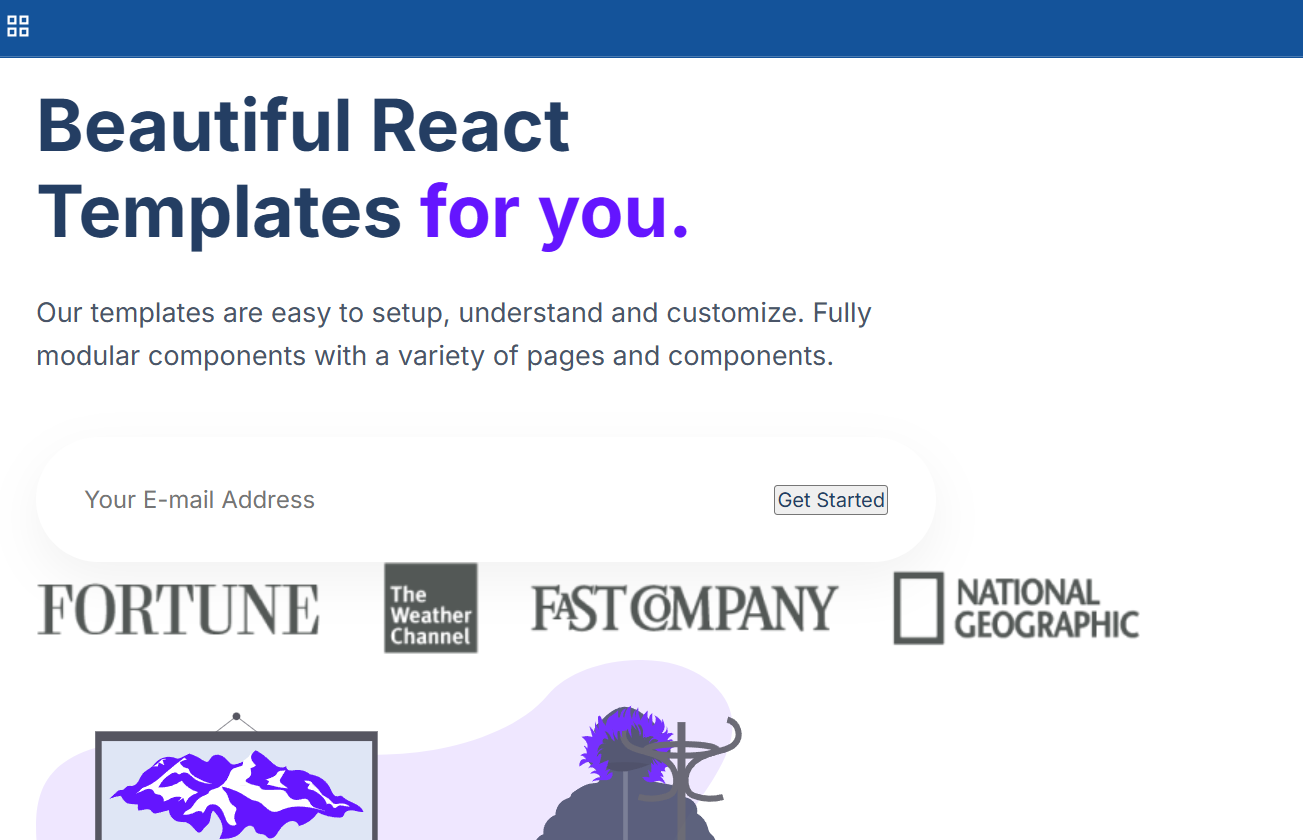 Beautiful React
Templates for you.
Our templates are easy to setup, understand and customize. Fully
modular components with a variety of pages and components.
Your E-mail Address
Get Started
FORTUNE
The
Weather
Channel
FAST COMPANY
NATIONAL
GEOGRAPHIC